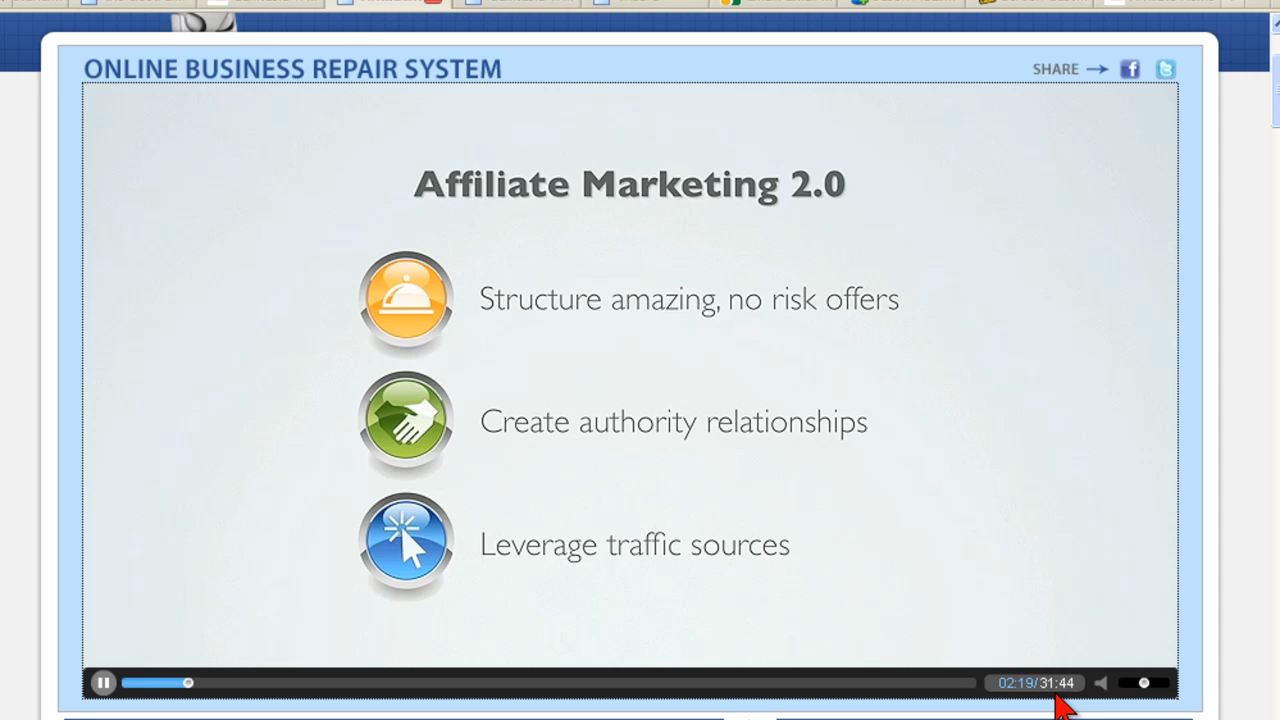 ONLINE BUSINESS REPAIR SYSTEM
SHARE
Affiliate Marketing 2.0
Structure amazing, no risk offers
Create authority relationships
Leverage traffic sources
02:19/31:44